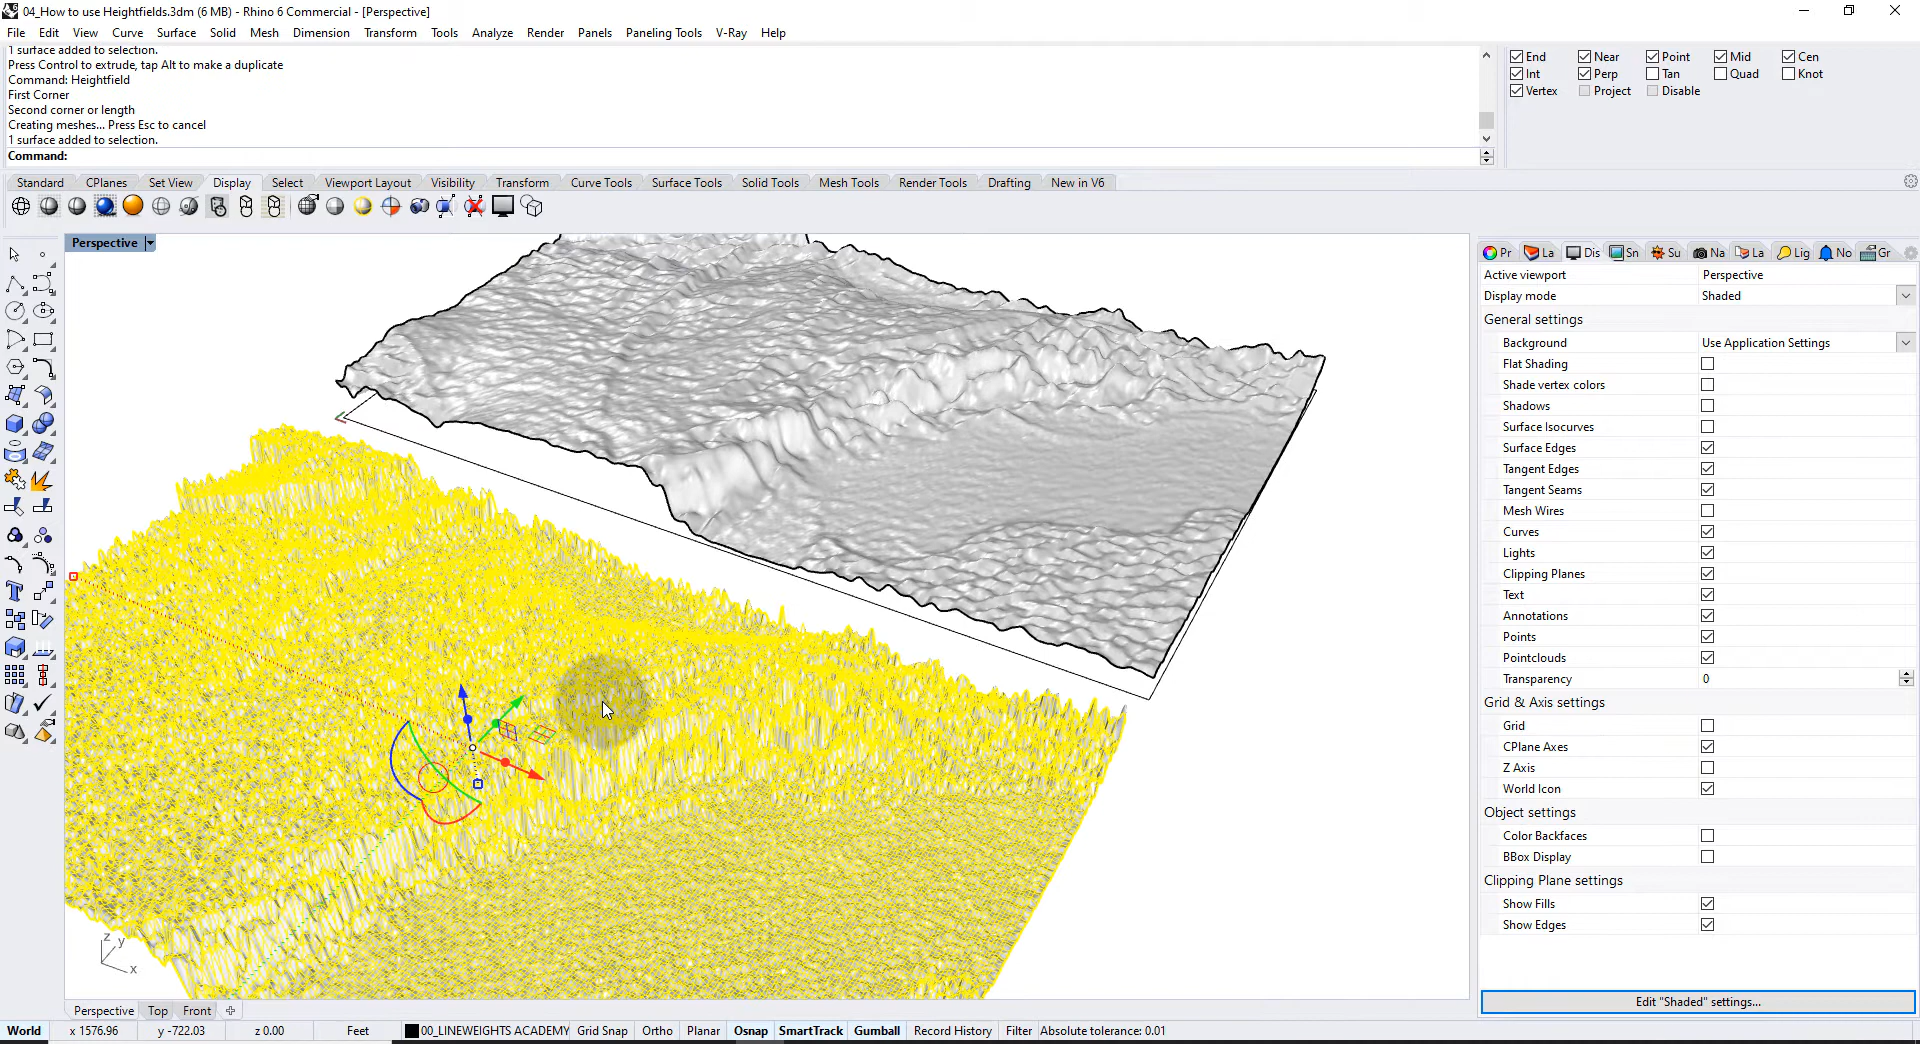 04_How to use Heightfields.3dm (6 MB) - Rhino 6 Commercial - [Perspective]
File Edit View Curve Surface Solid Mesh Dimension Transform Tools Analyze Render Panels Paneling Tools V-Ray Help
1 surface added to selection.
Press Control to extrude, tap Alt to make a duplicate
Command: Heightfield
First Corner
Second corner or length
Creating meshes... Press Esc to cancel
1 surface added to selection.
Command:
End Near Point Mid Cen
Int Perp Tan Quad Knot
Vertex Project Disable
Standard CPlanes Set View Display Select Viewport Layout Visibility Transform Curve Tools Surface Tools Solid Tools Mesh Tools Render Tools Drafting New in V6
Perspective
Pr La Dis Sn Su Na La Lig No Gr
Active viewport Perspective
Display mode Shaded
General settings
Background Use Application Settings
Flat Shading
Shade vertex colors
Shadows
Surface Isocurves
Surface Edges
Tangent Edges
Tangent Seams
Mesh Wires
Curves
Lights
Clipping Planes
Text
Annotations
Points
Pointclouds
Transparency 0
Grid & Axis settings
Grid
CPlane Axes
Z Axis
World Icon
Object settings
Color Backfaces
BBox Display
Clipping Plane settings
Show Fills
Show Edges
Edit "Shaded" settings...
z
y
x
Perspective Top Front
World x 1576.96 y -722.03 z 0.00 Feet 00_LINEWEIGHTS ACADEMY Grid Snap Ortho Planar Osnap SmartTrack Gumball Record History Filter Absolute tolerance: 0.01